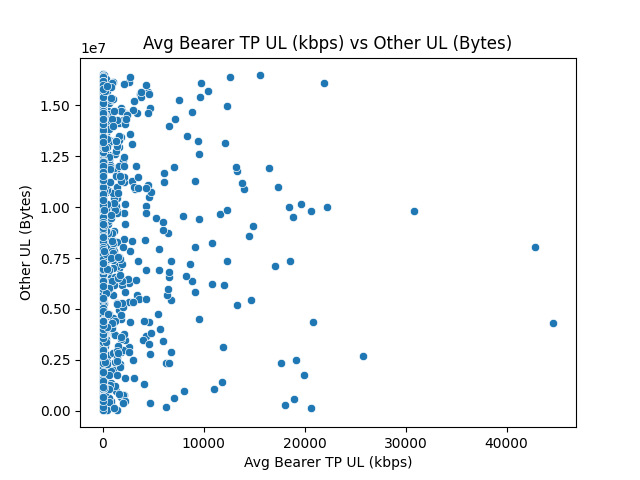 Avg Bearer TP UL (kbps) vs Other UL (Bytes)
1e7
1.50
1.25
1.00
0.75
0.50
0.25
0.00
Other UL (Bytes)
0 10000 20000 30000 40000
Avg Bearer TP UL (kbps)